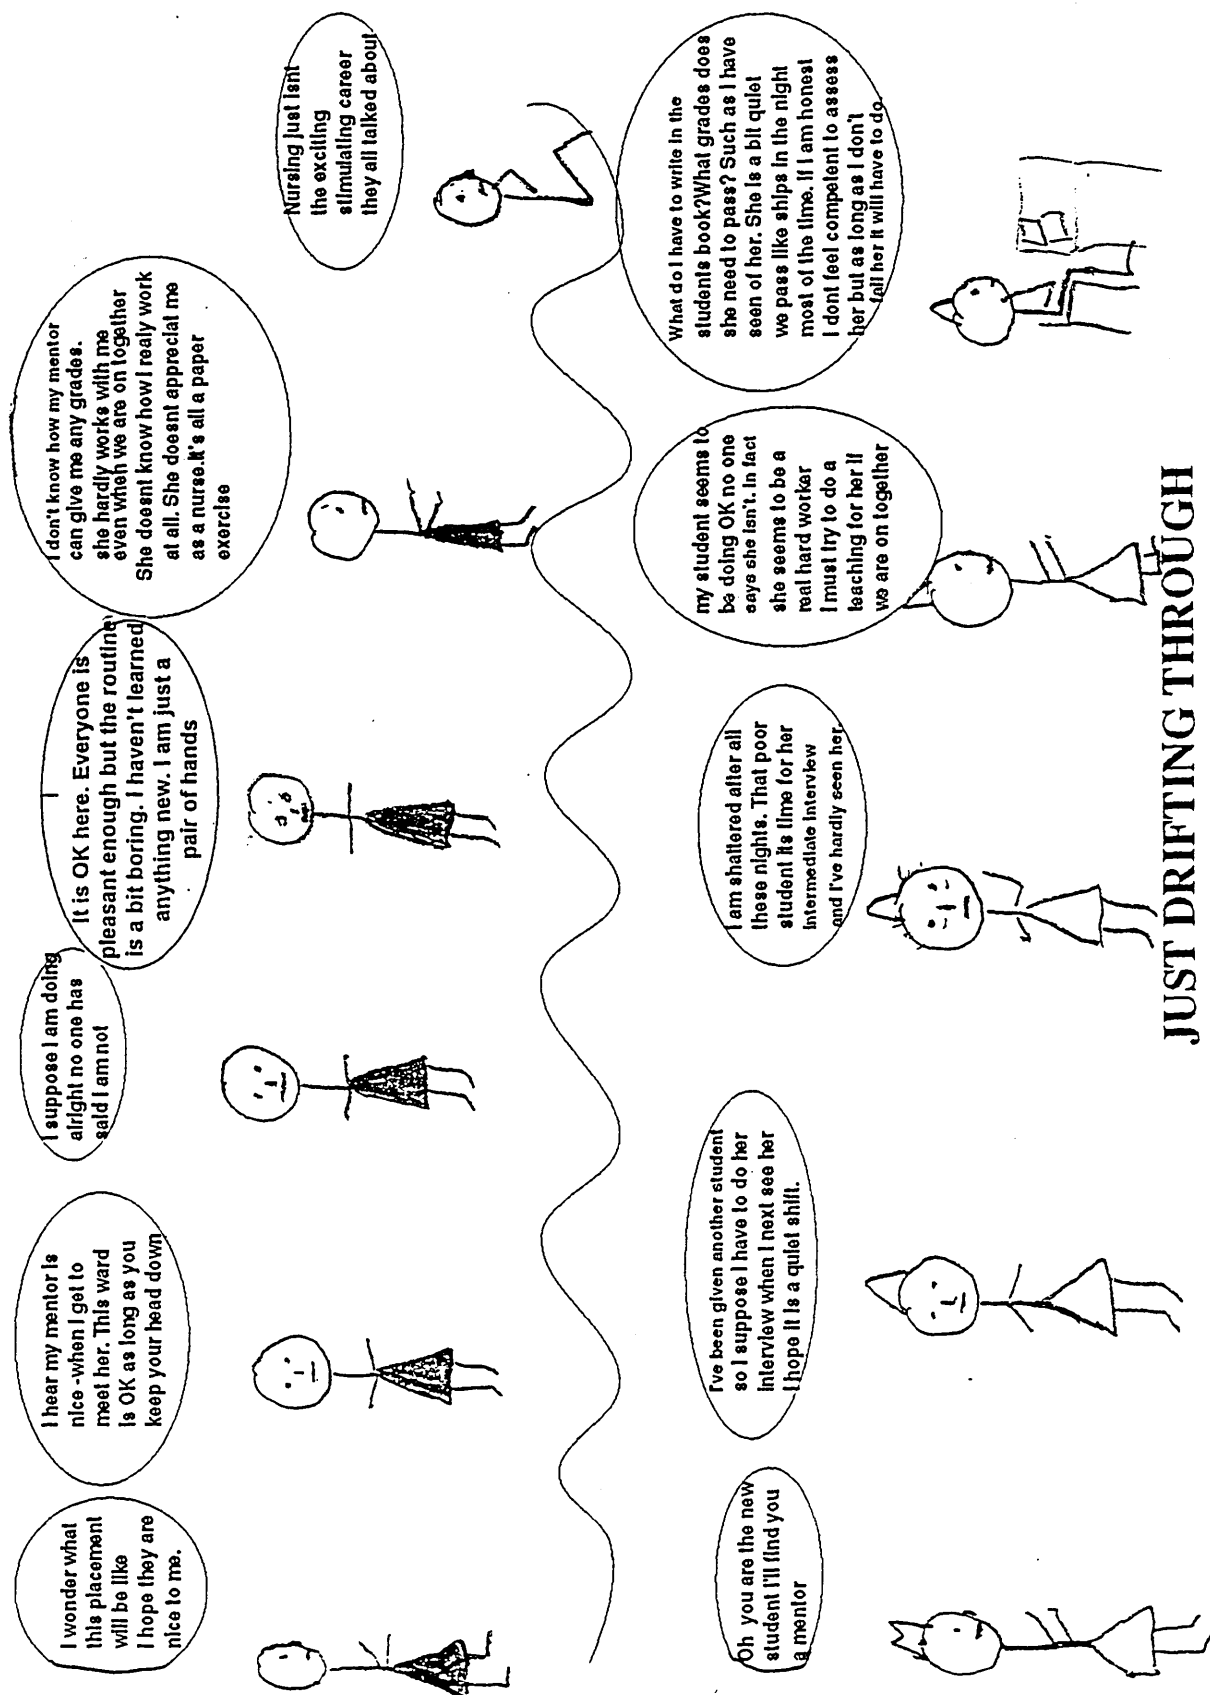 I wonder what
this placement
will be like
I hope they are
nice to me.
I hear my mentor is
nice -when I get to
meet her. This ward
is OK as long as you
keep your head down
I suppose I am doing
alright no one has
said I am not
It is OK here. Everyone is
pleasant enough but the routine
is a bit boring. I haven't learned
anything new. I am just a
pair of hands
I don't know how my mentor
can give me any grades.
she hardly works with me
even when we are on together
She doesnt know how I realy work
at all. She doesnt appreciat me
as a nurse.It's all a paper
exercise
Nursing just isnt
the exciting
stimulating career
they all talked about
Oh you are the new
student I'll find you
a mentor
I've been given another student
so I suppose I have to do her
interview when I next see her
I hope it is a quiet shift.
I am shattered after all
these nights. That poor
student its time for her
intermediate interview
and I've hardly seen her.
my student seems to
be doing OK no one
says she isn't. In fact
she seems to be a
real hard worker
I must try to do a
teaching for her if
we are on together
What do I have to write in the
students book?What grades does
she need to pass? Such as I have
seen of her. She is a bit quiet
we pass like ships in the night
most of the time. If I am honest
I dont feel competent to assess
her but as long as I don't
fail her it will have to do.
JUST DRIFTING THROUGH